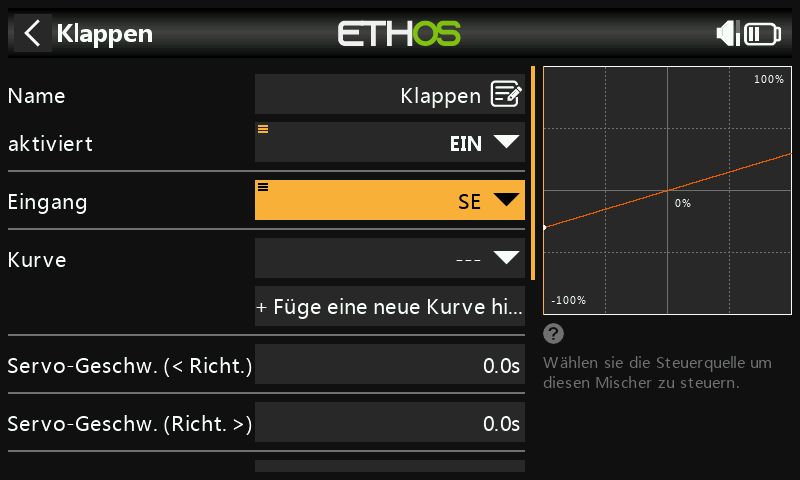 Klappen
ETHOS
Name
Klappen
aktiviert
EIN
Eingang
SE
Kurve
---
+ Füge eine neue Kurve hi...
Servo-Geschw. (< Richt.)
0.0s
Servo-Geschw. (Richt. >)
0.0s
100%
0%
-100%
?
Wählen sie die Steuerquelle um
diesen Mischer zu steuern.